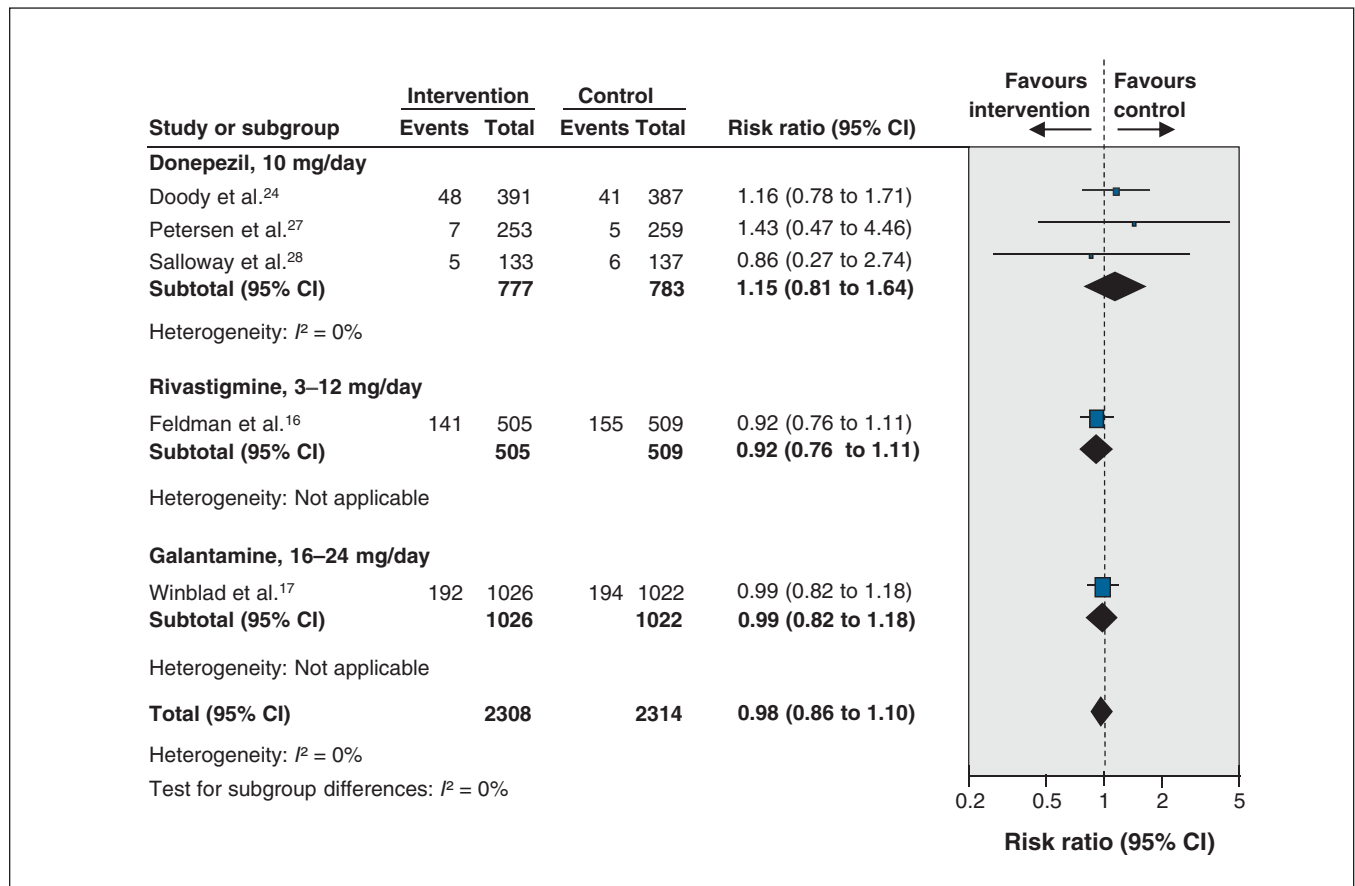 Favours Favours
Intervention Control intervention control
Study or subgroup Events Total Events Total Risk ratio (95% CI)
Donepezil, 10 mg/day
Doody et al.24 48 391 41 387 1.16 (0.78 to 1.71)
Petersen et al.27 7 253 5 259 1.43 (0.47 to 4.46)
Salloway et al.28 5 133 6 137 0.86 (0.27 to 2.74)
Subtotal (95% CI) 777 783 1.15 (0.81 to 1.64)
Heterogeneity: I² = 0%
Rivastigmine, 3–12 mg/day
Feldman et al.16 141 505 155 509 0.92 (0.76 to 1.11)
Subtotal (95% CI) 505 509 0.92 (0.76 to 1.11)
Heterogeneity: Not applicable
Galantamine, 16–24 mg/day
Winblad et al.17 192 1026 194 1022 0.99 (0.82 to 1.18)
Subtotal (95% CI) 1026 1022 0.99 (0.82 to 1.18)
Heterogeneity: Not applicable
Total (95% CI) 2308 2314 0.98 (0.86 to 1.10)
Heterogeneity: I² = 0%
Test for subgroup differences: I² = 0%
0.2 0.5 1 2 5
Risk ratio (95% CI)